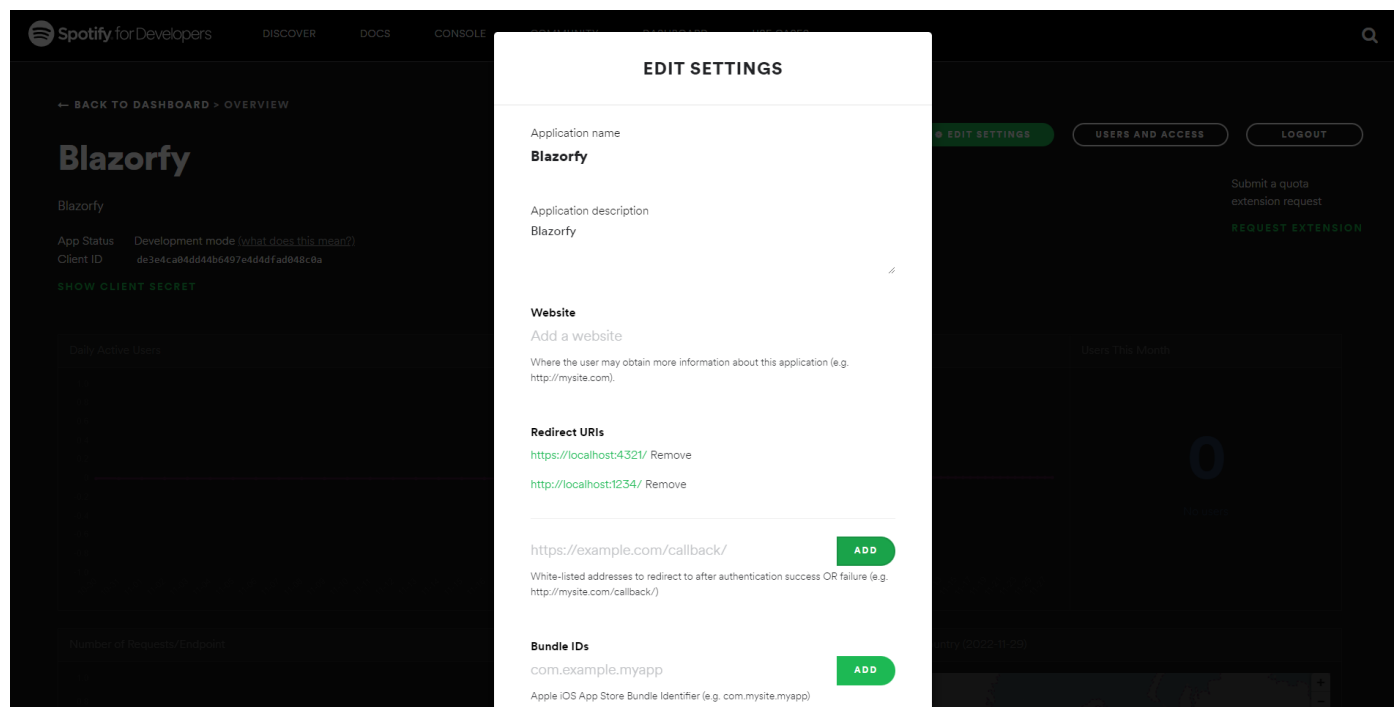 Spotify for Developers
DISCOVER
DOCS
CONSOLE
← BACK TO DASHBOARD > OVERVIEW
Blazorfy
Blazorfy
App Status Development mode (what does this mean?)
Client ID de3e4ca04dd44b6497e4d4dfad048c0a
SHOW CLIENT SECRET
EDIT SETTINGS
USERS AND ACCESS
LOGOUT
Submit a quota
extension request
REQUEST EXTENSION
Daily Active Users
Users This Month
0
Number of Requests/Endpoint
(2022-11-29)
EDIT SETTINGS
Application name
Blazorfy
Application description
Blazorfy
Website
Add a website
Where the user may obtain more information about this application (e.g.
http://mysite.com).
Redirect URIs
https://localhost:4321/ Remove
http://localhost:1234/ Remove
https://example.com/callback/
ADD
White-listed addresses to redirect to after authentication success OR failure (e.g.
http://mysite.com/callback/)
Bundle IDs
com.example.myapp
ADD
Apple iOS App Store Bundle Identifier (e.g. com.mysite.myapp)